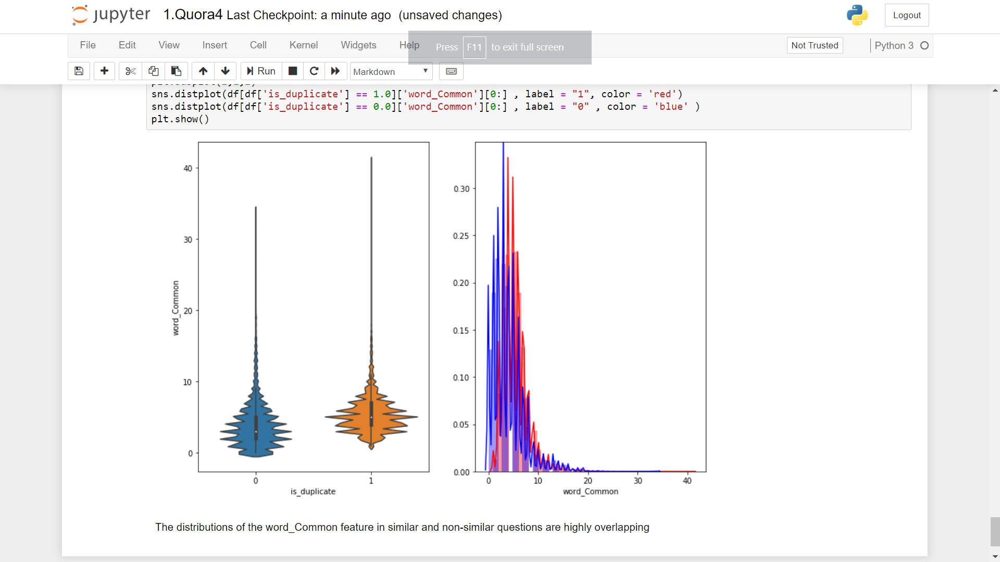 jupyter 1.Quora4 Last Checkpoint: a minute ago (unsaved changes)
Logout
File Edit View Insert Cell Kernel Widgets Help
Press F11 to exit full screen
Not Trusted
Python 3
Run
Markdown
sns.distplot(df[df['is_duplicate'] == 1.0]['word_Common'][0:] , label = "1", color = 'red')
sns.distplot(df[df['is_duplicate'] == 0.0]['word_Common'][0:] , label = "0" , color = 'blue' )
plt.show()
40
30
20
10
0
word_Common
0 1
is_duplicate
0.30
0.25
0.20
0.15
0.10
0.05
0.00
0 10 20 30 40
word_Common
The distributions of the word_Common feature in similar and non-similar questions are highly overlapping